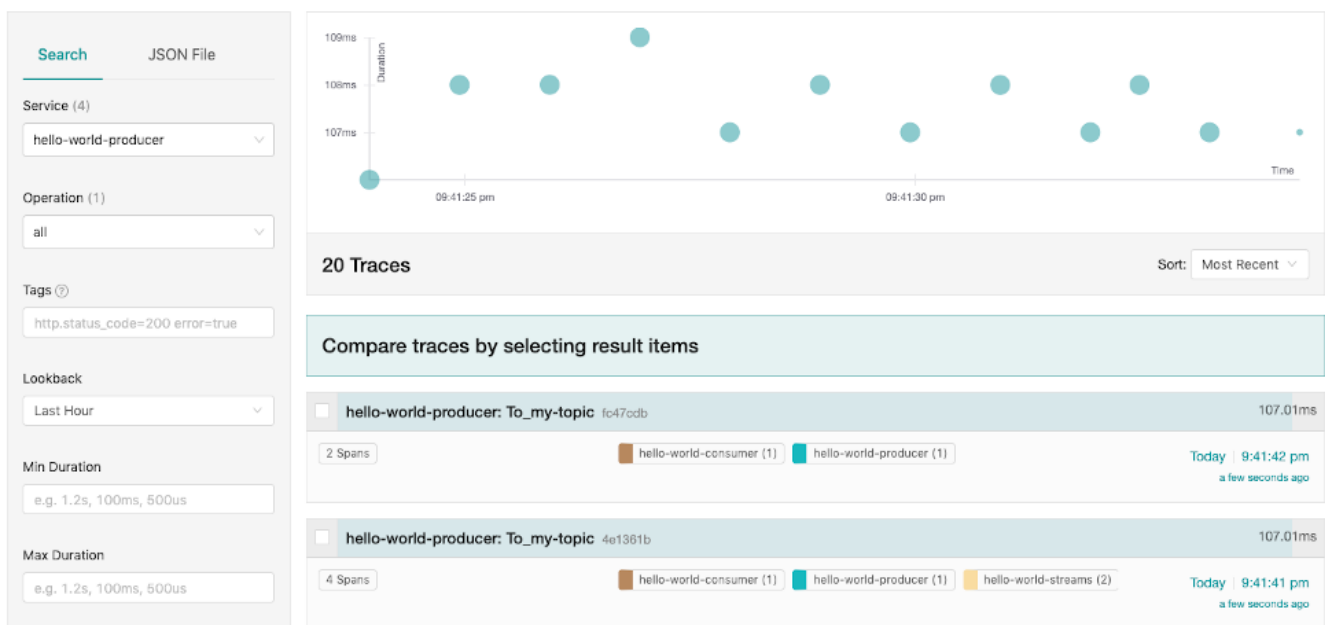 Search JSON File
Service (4)
hello-world-producer
Operation (1)
all
Tags ?
http.status_code=200 error=true
Lookback
Last Hour
Min Duration
e.g. 1.2s, 100ms, 500us
Max Duration
e.g. 1.2s, 100ms, 500us
109ms
108ms
107ms
Duration
Time
09:41:25 pm 09:41:30 pm
20 Traces Sort: Most Recent
Compare traces by selecting result items
hello-world-producer: To_my-topic fc47cdb 107.01ms
2 Spans hello-world-consumer (1) hello-world-producer (1) Today 9:41:42 pm
a few seconds ago
hello-world-producer: To_my-topic 4e1361b 107.01ms
4 Spans hello-world-consumer (1) hello-world-producer (1) hello-world-streams (2) Today 9:41:41 pm
a few seconds ago